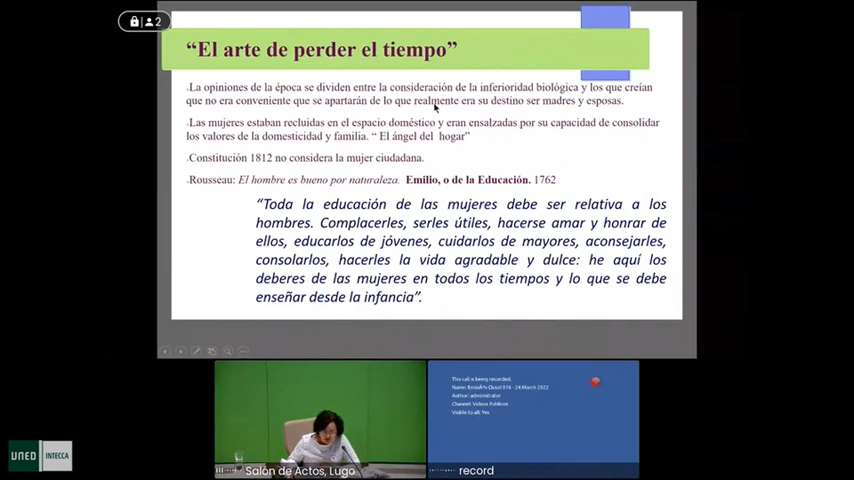 2
“El arte de perder el tiempo”
La opiniones de la época se dividen entre la consideración de la inferioridad biológica y los que creían
que no era conveniente que se apartarán de lo que realmente era su destino ser madres y esposas.
Las mujeres estaban recluidas en el espacio doméstico y eran ensalzadas por su capacidad de consolidar
los valores de la domesticidad y familia. “ El ángel del hogar”
Constitución 1812 no considera la mujer ciudadana.
Rousseau: El hombre es bueno por naturaleza. Emilio, o de la Educación. 1762
“Toda la educación de las mujeres debe ser relativa a los
hombres. Complacerles, serles útiles, hacerse amar y honrar de
ellos, educarlos de jóvenes, cuidarlos de mayores, aconsejarles,
consolarlos, hacerles la vida agradable y dulce: he aquí los
deberes de las mujeres en todos los tiempos y lo que se debe
enseñar desde la infancia”.
This call is being recorded.
Name: 24 March 2022
Author: administrator
Channel: Videos Publicos
Visible to all: Yes
Salón de Actos, Lugo
record
UNED INTECCA